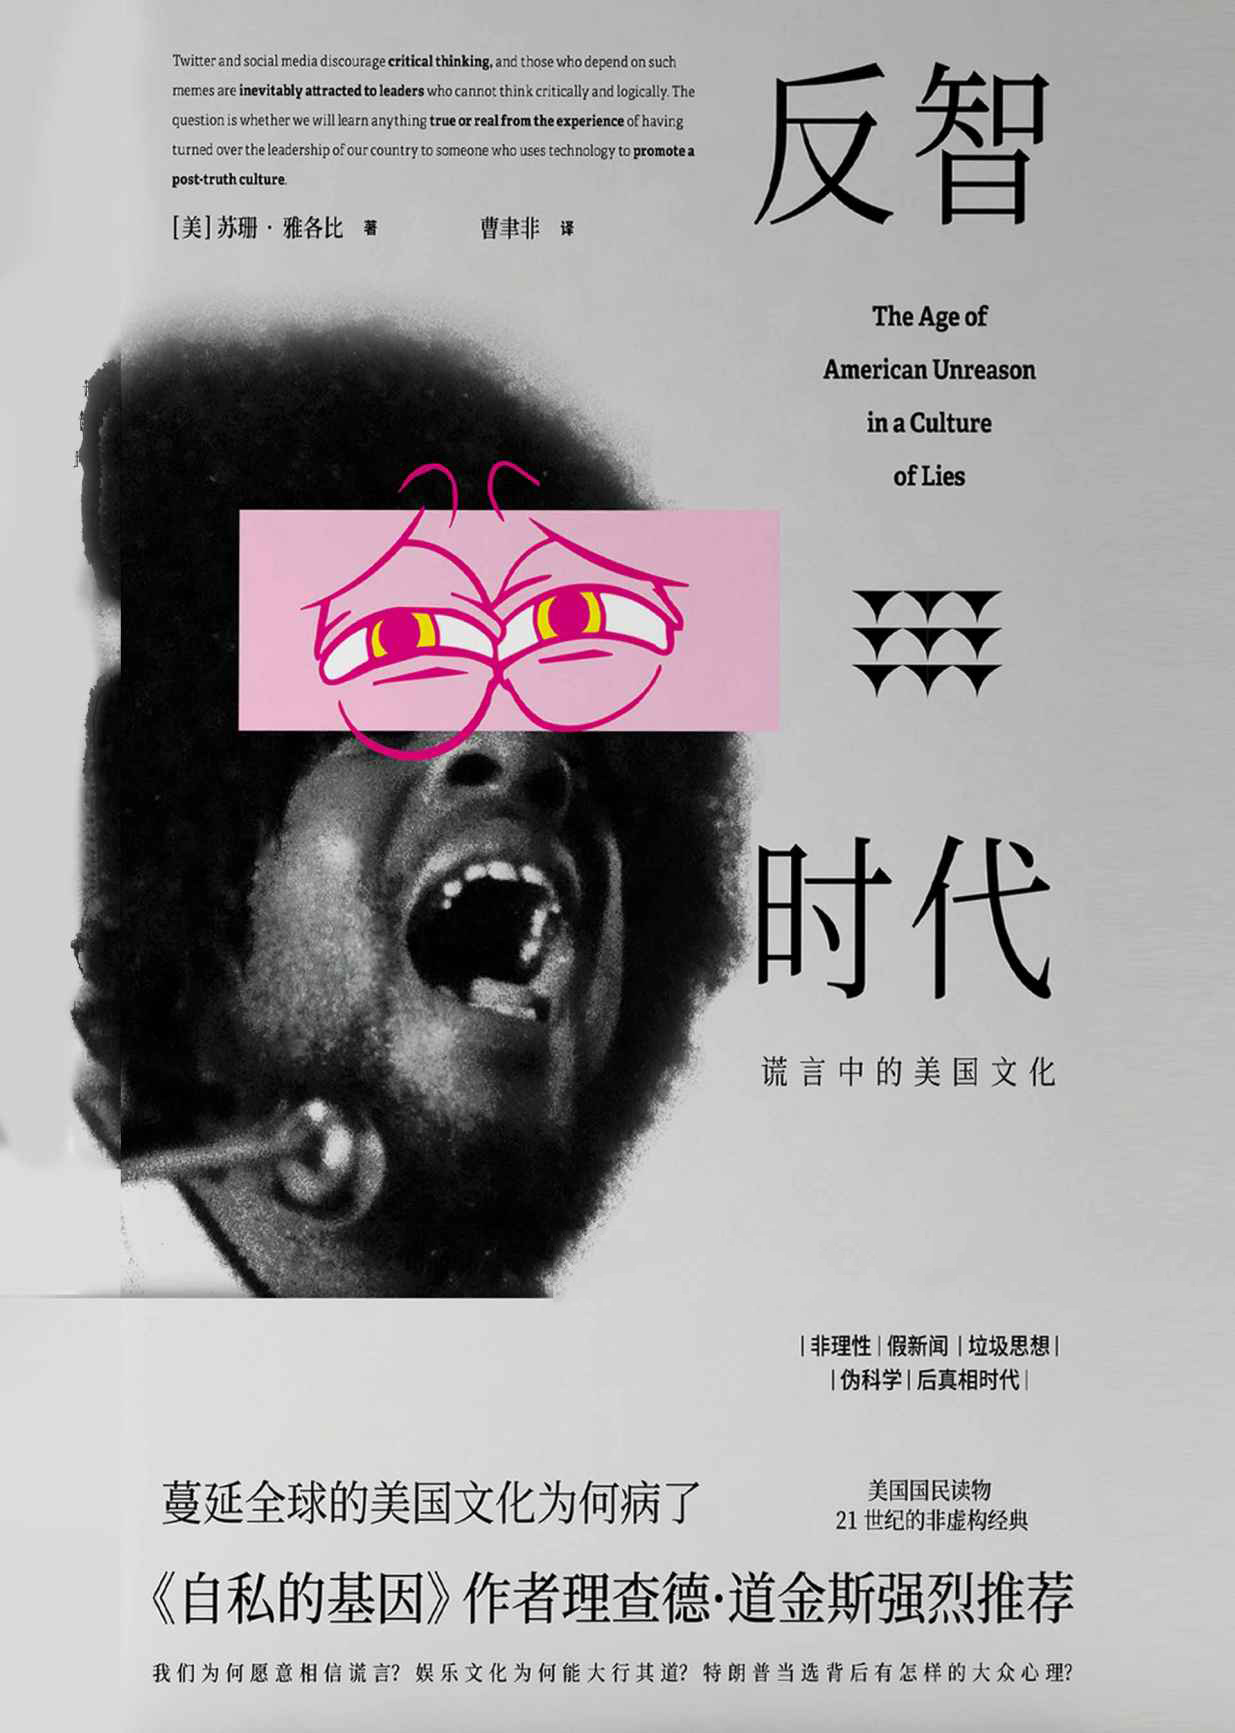 Twitter and social media discourage critical thinking, and those who depend on such
memes are inevitably attracted to leaders who cannot think critically and logically. The
question is whether we will learn anything true or real from the experience of having
turned over the leadership of our country to someone who uses technology to promote a
post-truth culture.
[美] 苏珊 · 雅各比 著 曹聿非 译
反智
The Age of
American Unreason
in a Culture
of Lies
时代
谎言中的美国文化
|非理性|假新闻|垃圾思想|
|伪科学|后真相时代|
蔓延全球的美国文化为何病了
美国国民读物
21 世纪的非虚构经典
《自私的基因》作者理查德·道金斯强烈推荐
我们为何愿意相信谎言? 娱乐文化为何能大行其道? 特朗普当选背后有怎样的大众心理?